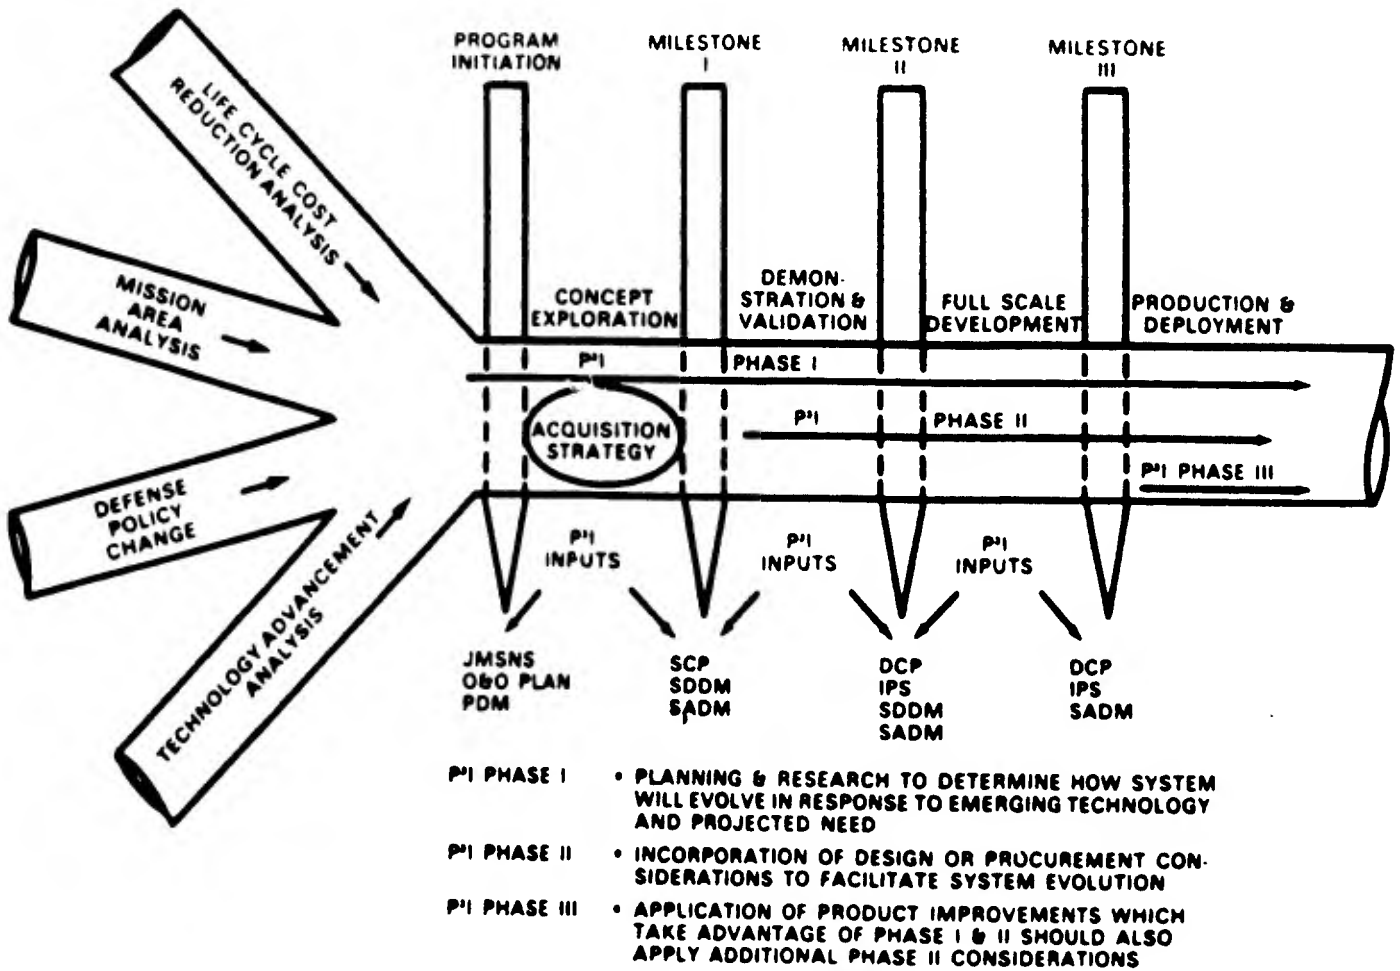 PROGRAM
INITIATION
MILESTONE
I
MILESTONE
II
MILESTONE
III
LIFE CYCLE COST
REDUCTION ANALYSIS
MISSION
AREA
ANALYSIS
DEFENSE
POLICY
CHANGE
TECHNOLOGY ADVANCEMENT
ANALYSIS
CONCEPT
EXPLORATION
DEMON-
STRATION &
VALIDATION
FULL SCALE
DEVELOPMENT
PRODUCTION &
DEPLOYMENT
P³I PHASE I
ACQUISITION
STRATEGY
P³I PHASE II
P³I PHASE III
P³I
INPUTS
P³I
INPUTS
P³I
INPUTS
JMSNS
O&O PLAN
PDM
SCP
SDDM
SADM
DCP
IPS
SDDM
SADM
DCP
IPS
SADM
P³I PHASE I • PLANNING & RESEARCH TO DETERMINE HOW SYSTEM
WILL EVOLVE IN RESPONSE TO EMERGING TECHNOLOGY
AND PROJECTED NEED
P³I PHASE II • INCORPORATION OF DESIGN OR PROCUREMENT CON-
SIDERATIONS TO FACILITATE SYSTEM EVOLUTION
P³I PHASE III • APPLICATION OF PRODUCT IMPROVEMENTS WHICH
TAKE ADVANTAGE OF PHASE I & II SHOULD ALSO
APPLY ADDITIONAL PHASE II CONSIDERATIONS